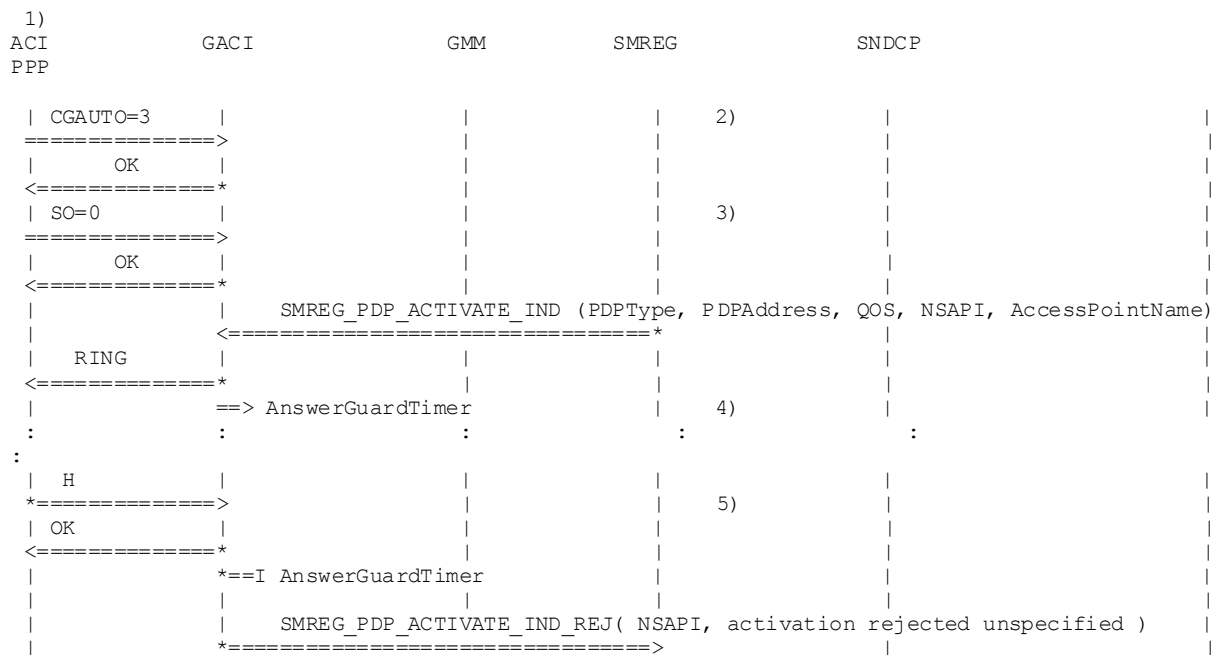 1)
ACI GACI GMM SMREG SNDCP
PPP
| CGAUTO=3 | | | 2) | |
===============> | | | |
| OK | | | | |
<==============* | | | |
| SO=0 | | | 3) | |
===============> | | | |
| OK | | | | |
<==============* | | | |
| | SMREG_PDP_ACTIVATE_IND (PDPType, PDPAddress, QOS, NSAPI, AccessPointName)
| <=================================* | |
| RING | | | | |
<==============* | | | |
| ==> AnswerGuardTimer | 4) | |
: : : : :
:
| H | | | | |
*==============> | | 5) | |
| OK | | | | |
<==============* | | | |
| *==I AnswerGuardTimer | | |
| | | | | |
| | SMREG_PDP_ACTIVATE_IND_REJ( NSAPI, activation rejected unspecified ) |
| *=================================> | |